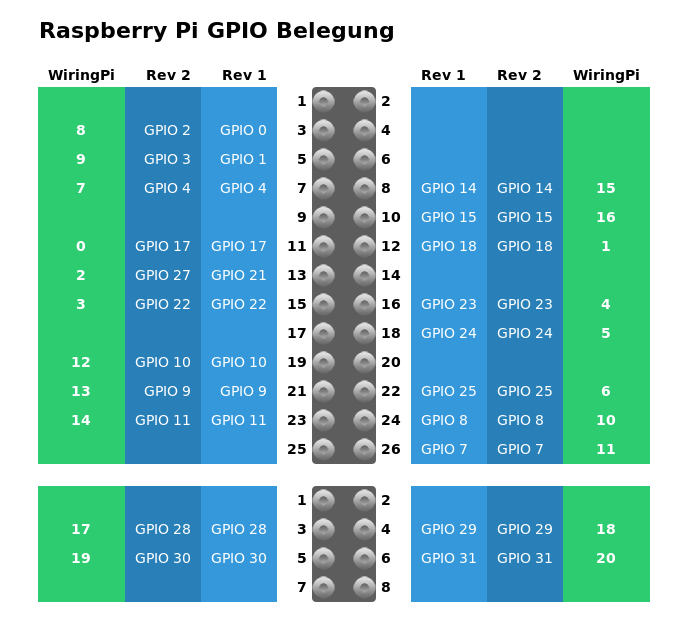 Raspberry Pi GPIO Belegung
WiringPi Rev 2 Rev 1 Rev 1 Rev 2 WiringPi
1 2
8 GPIO 2 GPIO 0 3 4
9 GPIO 3 GPIO 1 5 6
7 GPIO 4 GPIO 4 7 8 GPIO 14 GPIO 14 15
9 10 GPIO 15 GPIO 15 16
0 GPIO 17 GPIO 17 11 12 GPIO 18 GPIO 18 1
2 GPIO 27 GPIO 21 13 14
3 GPIO 22 GPIO 22 15 16 GPIO 23 GPIO 23 4
17 18 GPIO 24 GPIO 24 5
12 GPIO 10 GPIO 10 19 20
13 GPIO 9 GPIO 9 21 22 GPIO 25 GPIO 25 6
14 GPIO 11 GPIO 11 23 24 GPIO 8 GPIO 8 10
25 26 GPIO 7 GPIO 7 11
1 2
17 GPIO 28 GPIO 28 3 4 GPIO 29 GPIO 29 18
19 GPIO 30 GPIO 30 5 6 GPIO 31 GPIO 31 20
7 8